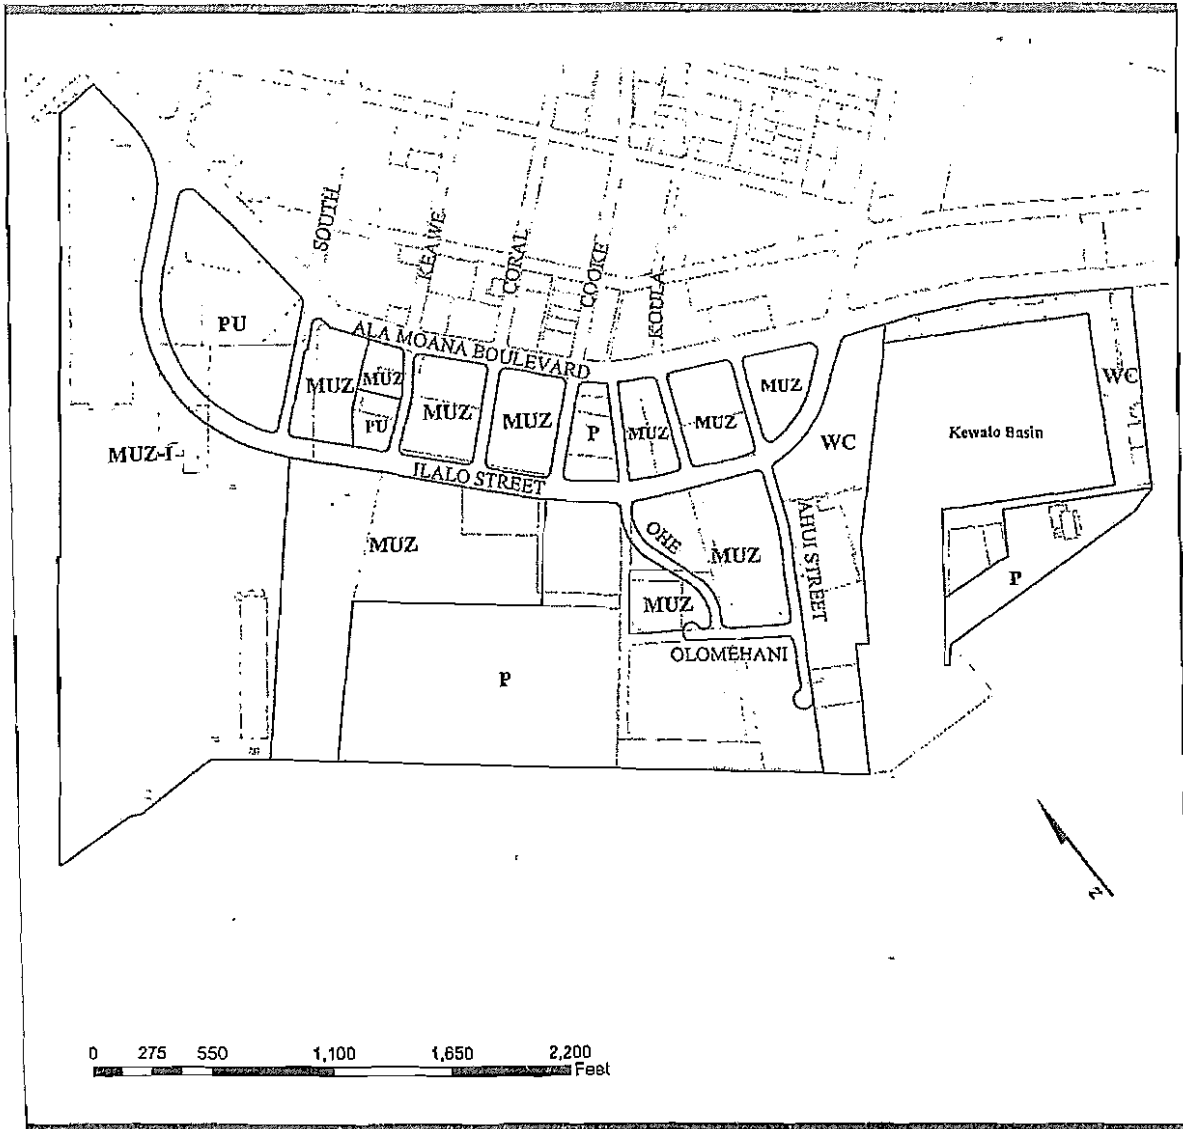 SOUTH
KEAWE
CORAL
COOKE
KOULA
ALA MOANA BOULEVARD
PU
MUZ
MUZ
PU
MUZ
MUZ
P
MUZ
MUZ
MUZ
WC
WC
Kewalo Basin
MUZ-I
ILALO STREET
MUZ
OHE
MUZ
AHUI STREET
MUZ
P
OLOMEHANI
P
N
0 275 550 1,100 1,650 2,200
Feet